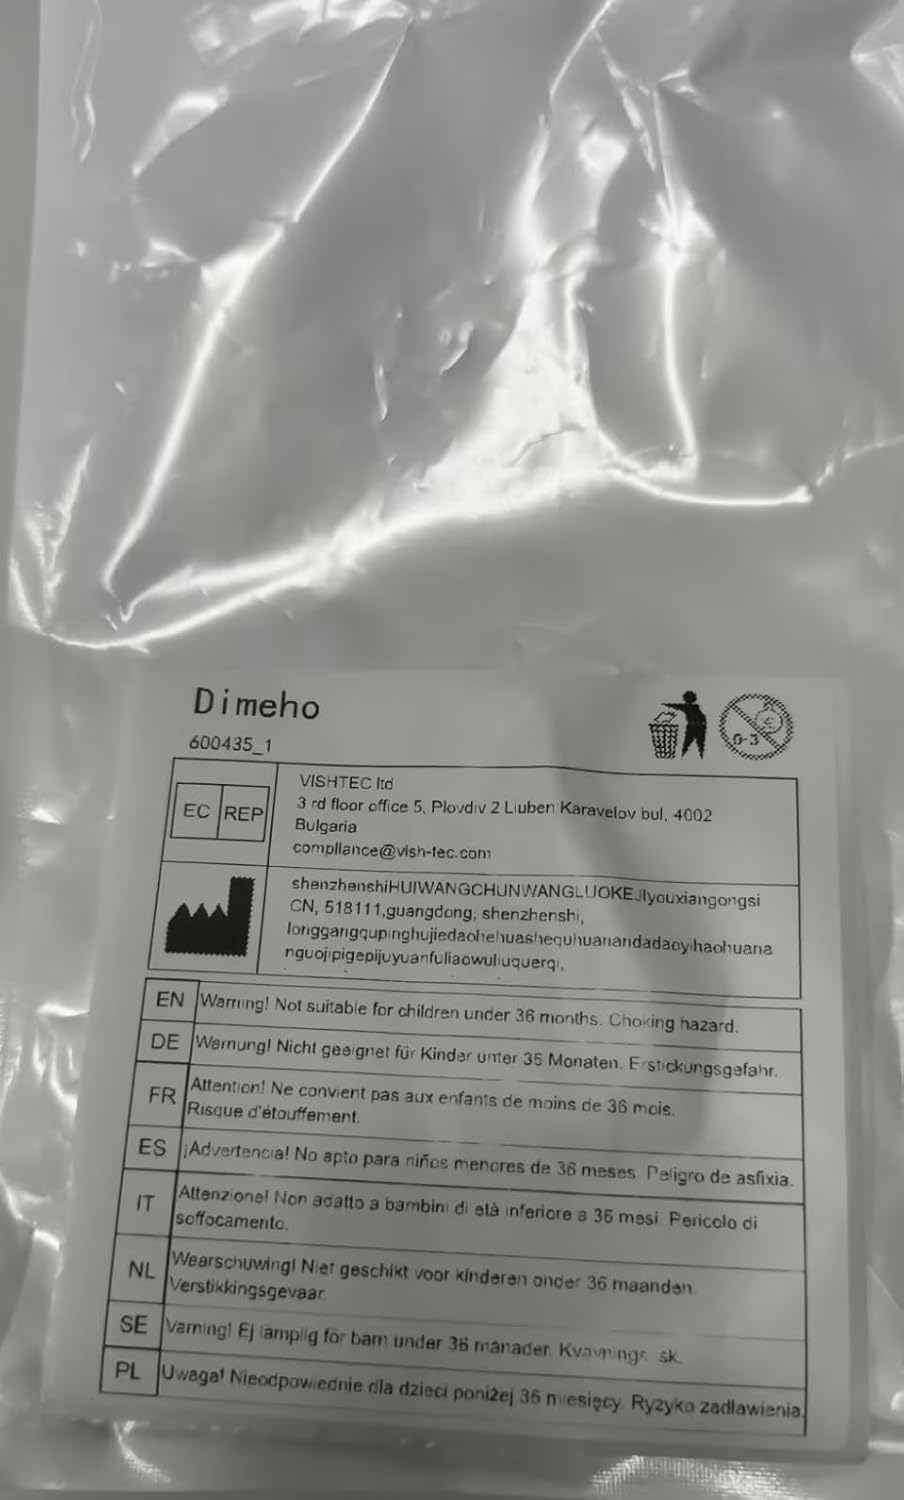 Dimeho
600435_1
0-3
EC REP
VISHTEC ltd
3 rd floor office 5, Plovdiv 2 Liuben Karavelov bul, 4002
Bulgaria
compliance@vish-tec.com
shenzhenshiHUIWANGCHUNWANGLUOKEJIyouxiangongsi
CN, 518111,guangdong, shenzhenshi,
EN Warning! Not suitable for children under 36 months. Choking hazard.
DE Warnung! Nicht geeignet für Kinder unter 36 Monaten. Erstickungsgefahr.
FR Attention! Ne convient pas aux enfants de moins de 36 mois.
Risque d'étouffement.
ES ¡Advertencia! No apto para niños menores de 36 meses. Peligro de asfixia.
IT Attenzione! Non adatto a bambini di età inferiore a 36 mesi. Pericolo di
soffocamento.
NL Waarschuwing! Niet geschikt voor kinderen onder 36 maanden.
Verstikkingsgevaar.
SE Varning! Ej lämplig för barn under 36 månader.
PL Uwaga! Nieodpowiednie dla dzieci poniżej 36 miesięcy. Ryzyko zadlawienia.